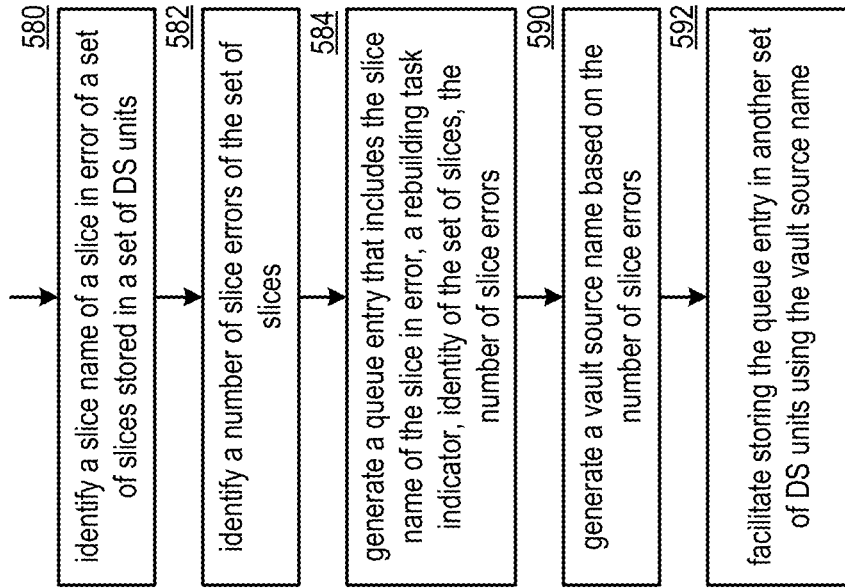 580
identify a slice name of a slice in error of a set
of slices stored in a set of DS units
582
identify a number of slice errors of the set of
slices
584
generate a queue entry that includes the slice
name of the slice in error, a rebuilding task
indicator, identity of the set of slices, the
number of slice errors
590
generate a vault source name based on the
number of slice errors
592
facilitate storing the queue entry in another set
of DS units using the vault source name